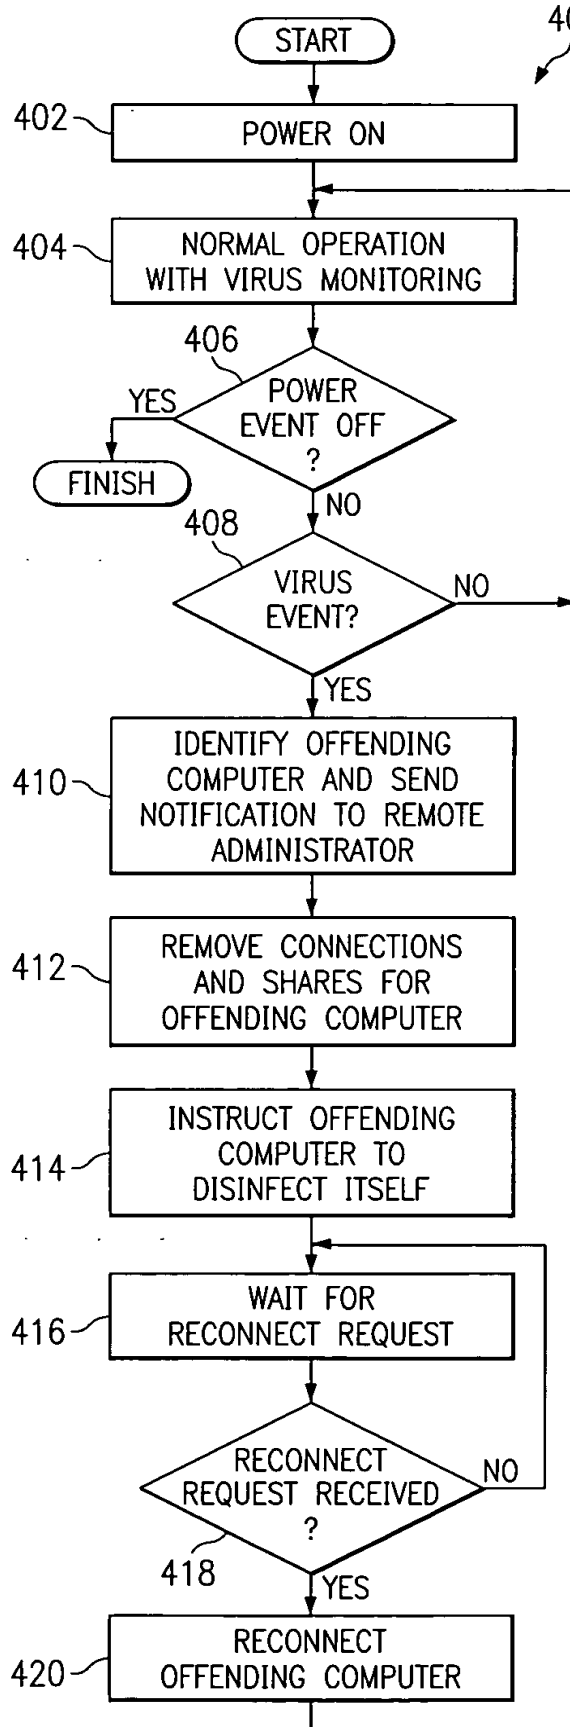 START
402
POWER ON
404
NORMAL OPERATION
WITH VIRUS MONITORING
406
POWER
EVENT OFF
?
YES
FINISH
NO
408
VIRUS
EVENT?
NO
YES
410
IDENTIFY OFFENDING
COMPUTER AND SEND
NOTIFICATION TO REMOTE
ADMINISTRATOR
412
REMOVE CONNECTIONS
AND SHARES FOR
OFFENDING COMPUTER
414
INSTRUCT OFFENDING
COMPUTER TO
DISINFECT ITSELF
416
WAIT FOR
RECONNECT REQUEST
RECONNECT
REQUEST RECEIVED
?
NO
418
YES
420
RECONNECT
OFFENDING COMPUTER